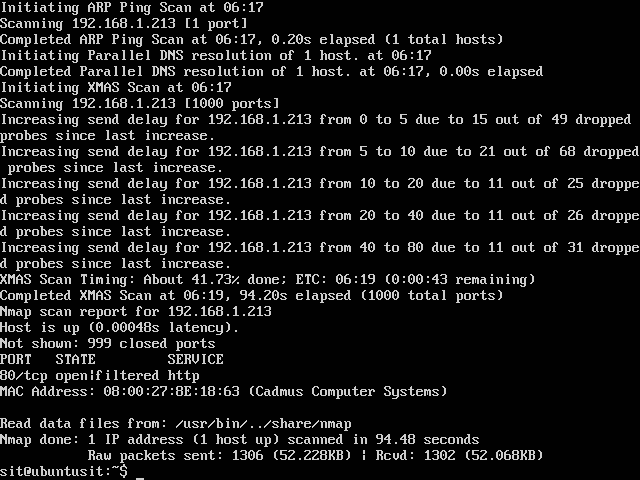 Initiating ARP Ping Scan at 06:17
Scanning 192.168.1.213 [1 port]
Completed ARP Ping Scan at 06:17, 0.20s elapsed (1 total hosts)
Initiating Parallel DNS resolution of 1 host. at 06:17
Completed Parallel DNS resolution of 1 host. at 06:17, 0.00s elapsed
Initiating XMAS Scan at 06:17
Scanning 192.168.1.213 [1000 ports]
Increasing send delay for 192.168.1.213 from 0 to 5 due to 15 out of 49 dropped
probes since last increase.
Increasing send delay for 192.168.1.213 from 5 to 10 due to 21 out of 68 dropped
 probes since last increase.
Increasing send delay for 192.168.1.213 from 10 to 20 due to 11 out of 25 droppe
d probes since last increase.
Increasing send delay for 192.168.1.213 from 20 to 40 due to 11 out of 26 droppe
d probes since last increase.
Increasing send delay for 192.168.1.213 from 40 to 80 due to 11 out of 31 droppe
d probes since last increase.
XMAS Scan Timing: About 41.73% done; ETC: 06:19 (0:00:43 remaining)
Completed XMAS Scan at 06:19, 94.20s elapsed (1000 total ports)
Nmap scan report for 192.168.1.213
Host is up (0.00048s latency).
Not shown: 999 closed ports
PORT   STATE         SERVICE
80/tcp open|filtered http
MAC Address: 08:00:27:8E:18:63 (Cadmus Computer Systems)

Read data files from: /usr/bin/../share/nmap
Nmap done: 1 IP address (1 host up) scanned in 94.48 seconds
           Raw packets sent: 1306 (52.228KB) | Rcvd: 1302 (52.068KB)
sit@ubuntusit:~$ _